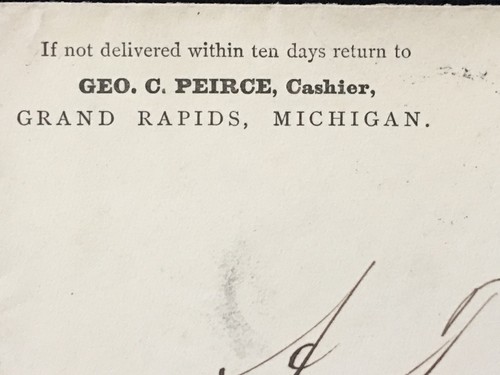 If not delivered within ten days return to
GEO. C. PEIRCE, Cashier,
GRAND RAPIDS, MICHIGAN.